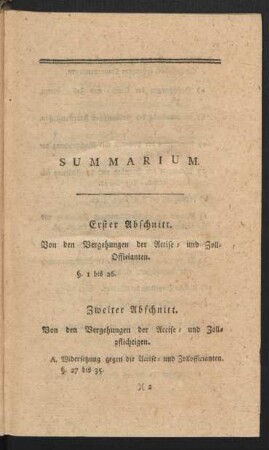 SUMMARIUM.
Erster Abschnitt.
Von den Vergehungen der Accise- und Zoll-
Officianten.
§. 1 bis 26.
Zweiter Abschnitt.
Von den Vergehungen der Accise- und Zoll-
pflichtigen.
A. Widersetzung gegen die Accise- und Zollofficianten.
§. 27 bis 35.
)( 2